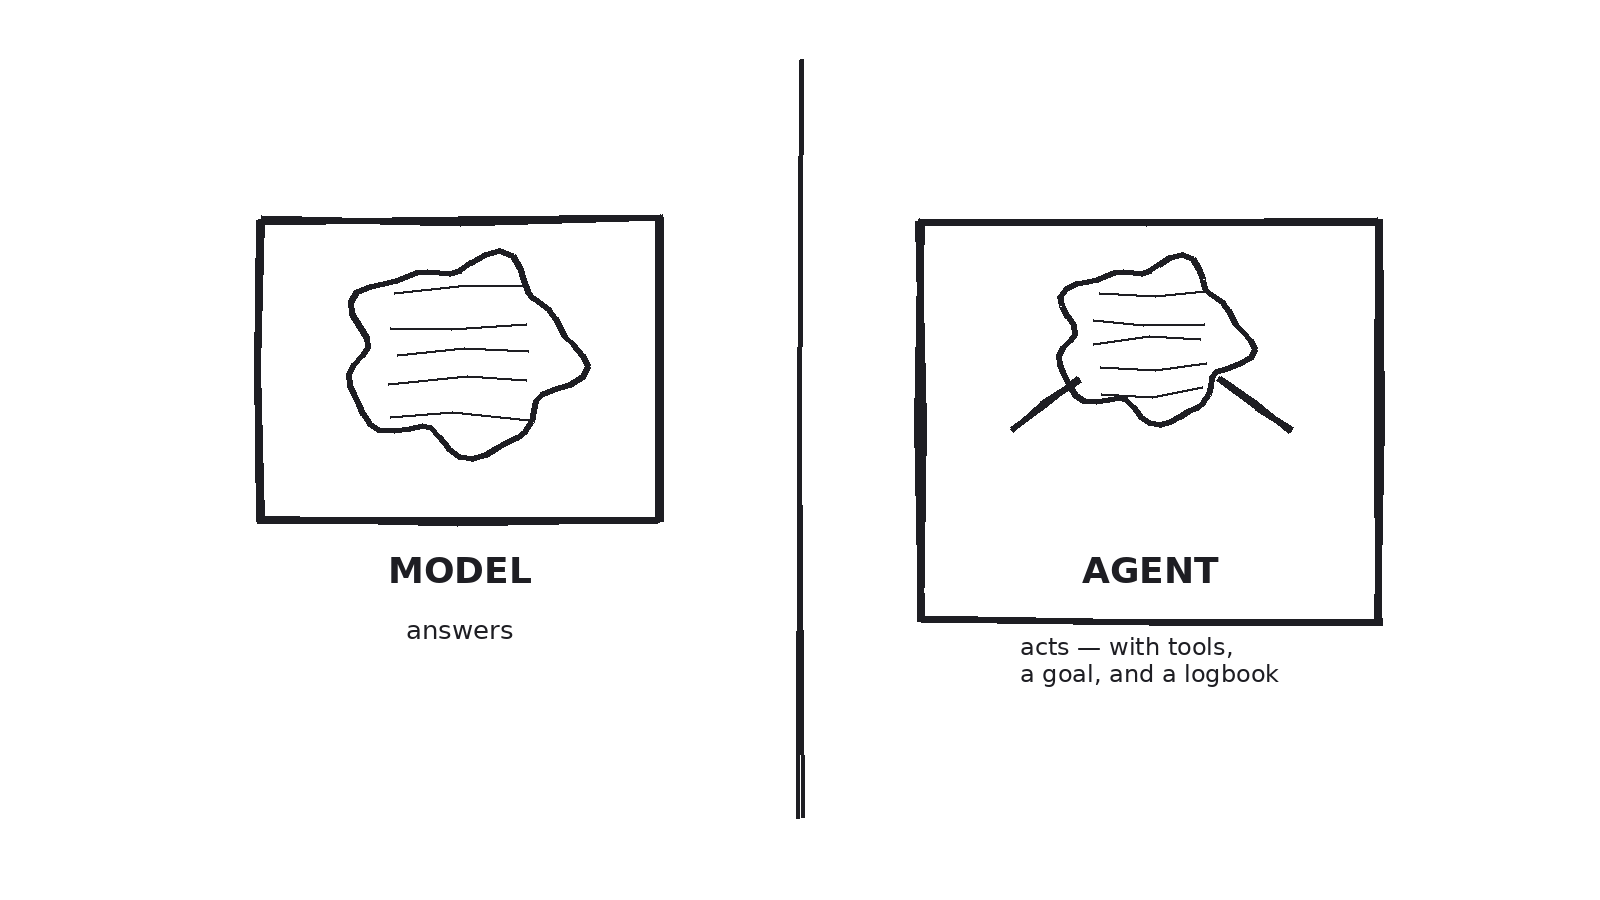 MODEL
answers
AGENT
acts — with tools,
a goal, and a logbook